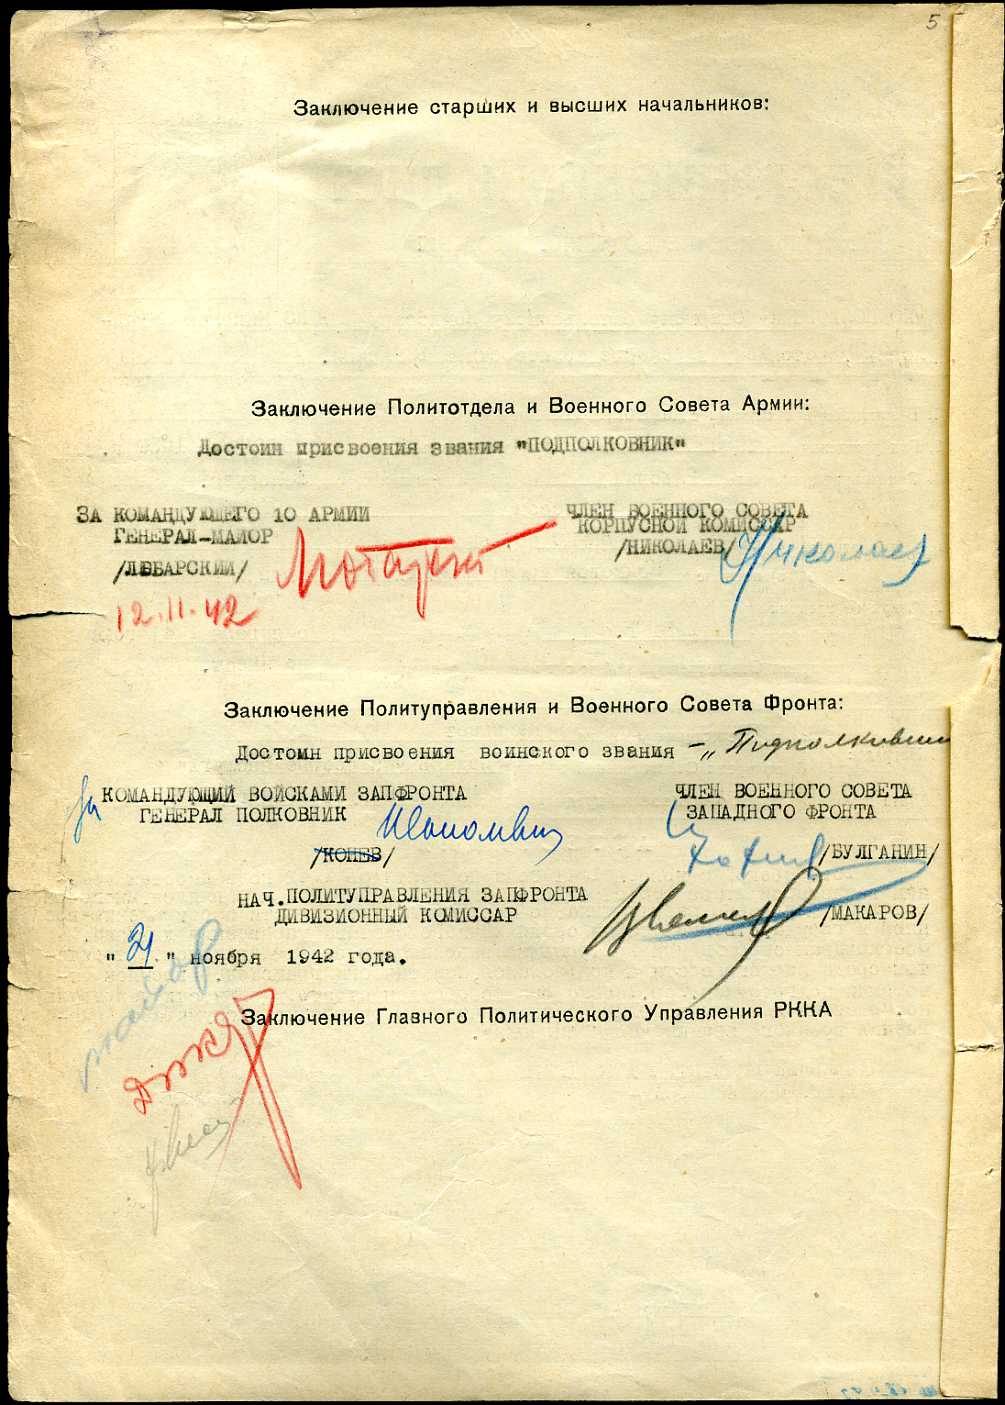 5
Заключение старших и высших начальников:
Заключение Политотдела и Военного Совета Армии:
Достоин присвоения звания "ПОДПОЛКОВНИК"
ЗА КОМАНДУЮЩЕГО 10 АРМИИ
ГЕНЕРАЛ-МАЙОР
/ЛЮБАРСКИЙ/
12.11.42
ЧЛЕН ВОЕННОГО СОВЕТА
КОРПУСНОЙ КОМИССАР
/НИКОЛАЕВ/ Николаев
Заключение Политуправления и Военного Совета Фронта:
Достоин присвоения воинского звания – „Подполковник
за КОМАНДУЮЩИЙ ВОЙСКАМИ ЗАПФРОНТА
ГЕНЕРАЛ ПОЛКОВНИК
/КОНЕВ/
ЧЛЕН ВОЕННОГО СОВЕТА
ЗАПАДНОГО ФРОНТА
/БУЛГАНИН/
НАЧ.ПОЛИТУПРАВЛЕНИЯ ЗАПФРОНТА
ДИВИЗИОННЫЙ КОМИССАР
/МАКАРОВ/
"21" ноября 1942 года.
майор
Заключение Главного Политического Управления РККА